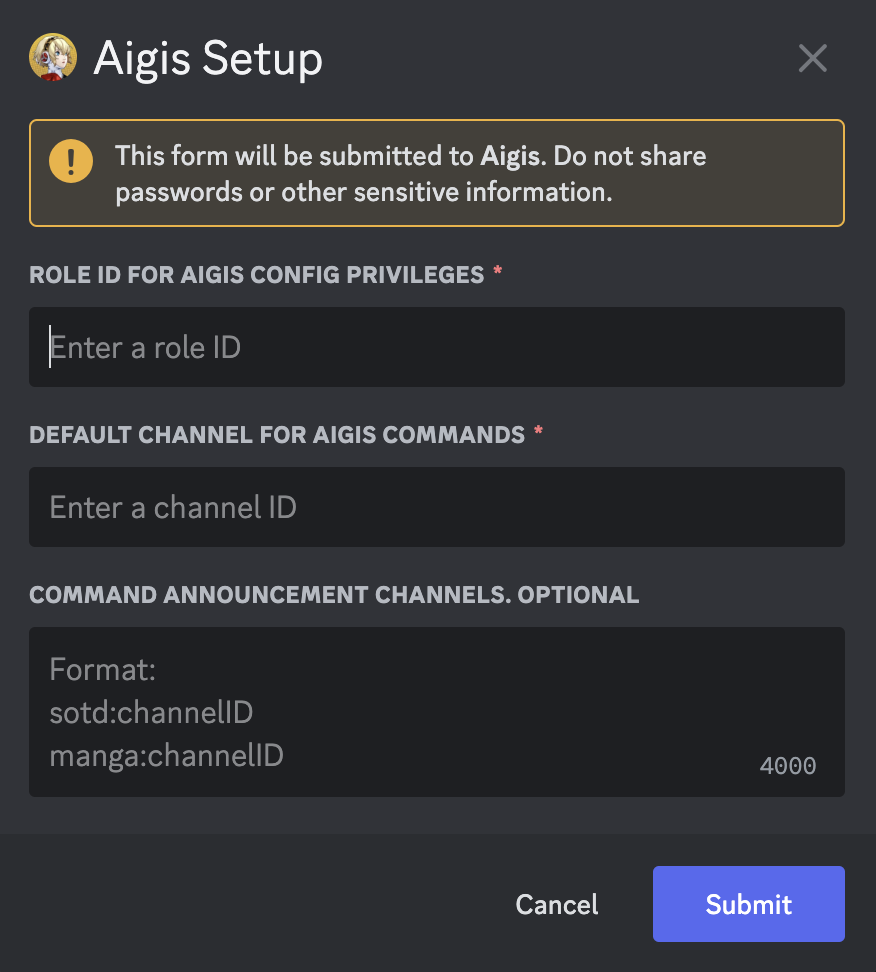 Aigis Setup
This form will be submitted to Aigis. Do not share
passwords or other sensitive information.
ROLE ID FOR AIGIS CONFIG PRIVILEGES *
Enter a role ID
DEFAULT CHANNEL FOR AIGIS COMMANDS *
Enter a channel ID
COMMAND ANNOUNCEMENT CHANNELS. OPTIONAL
Format:
sotd:channelID
manga:channelID
4000
Cancel
Submit